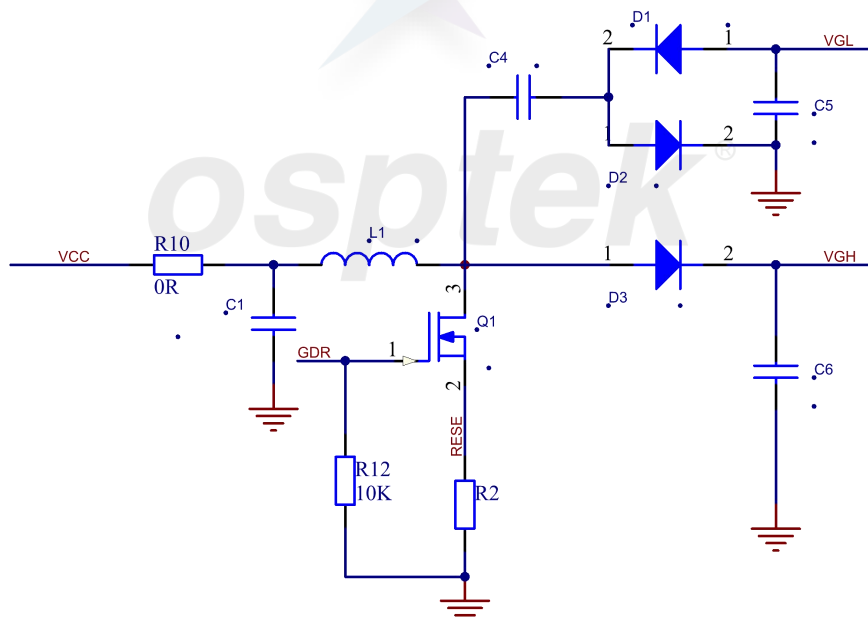 D1
2
1
VGL
C4
C5
1
2
D2
osptek®
R10
0R
VCC
L1
1
2
VGH
D3
3
Q1
C1
GDR
1
2
RESE
C6
R12
10K
R2